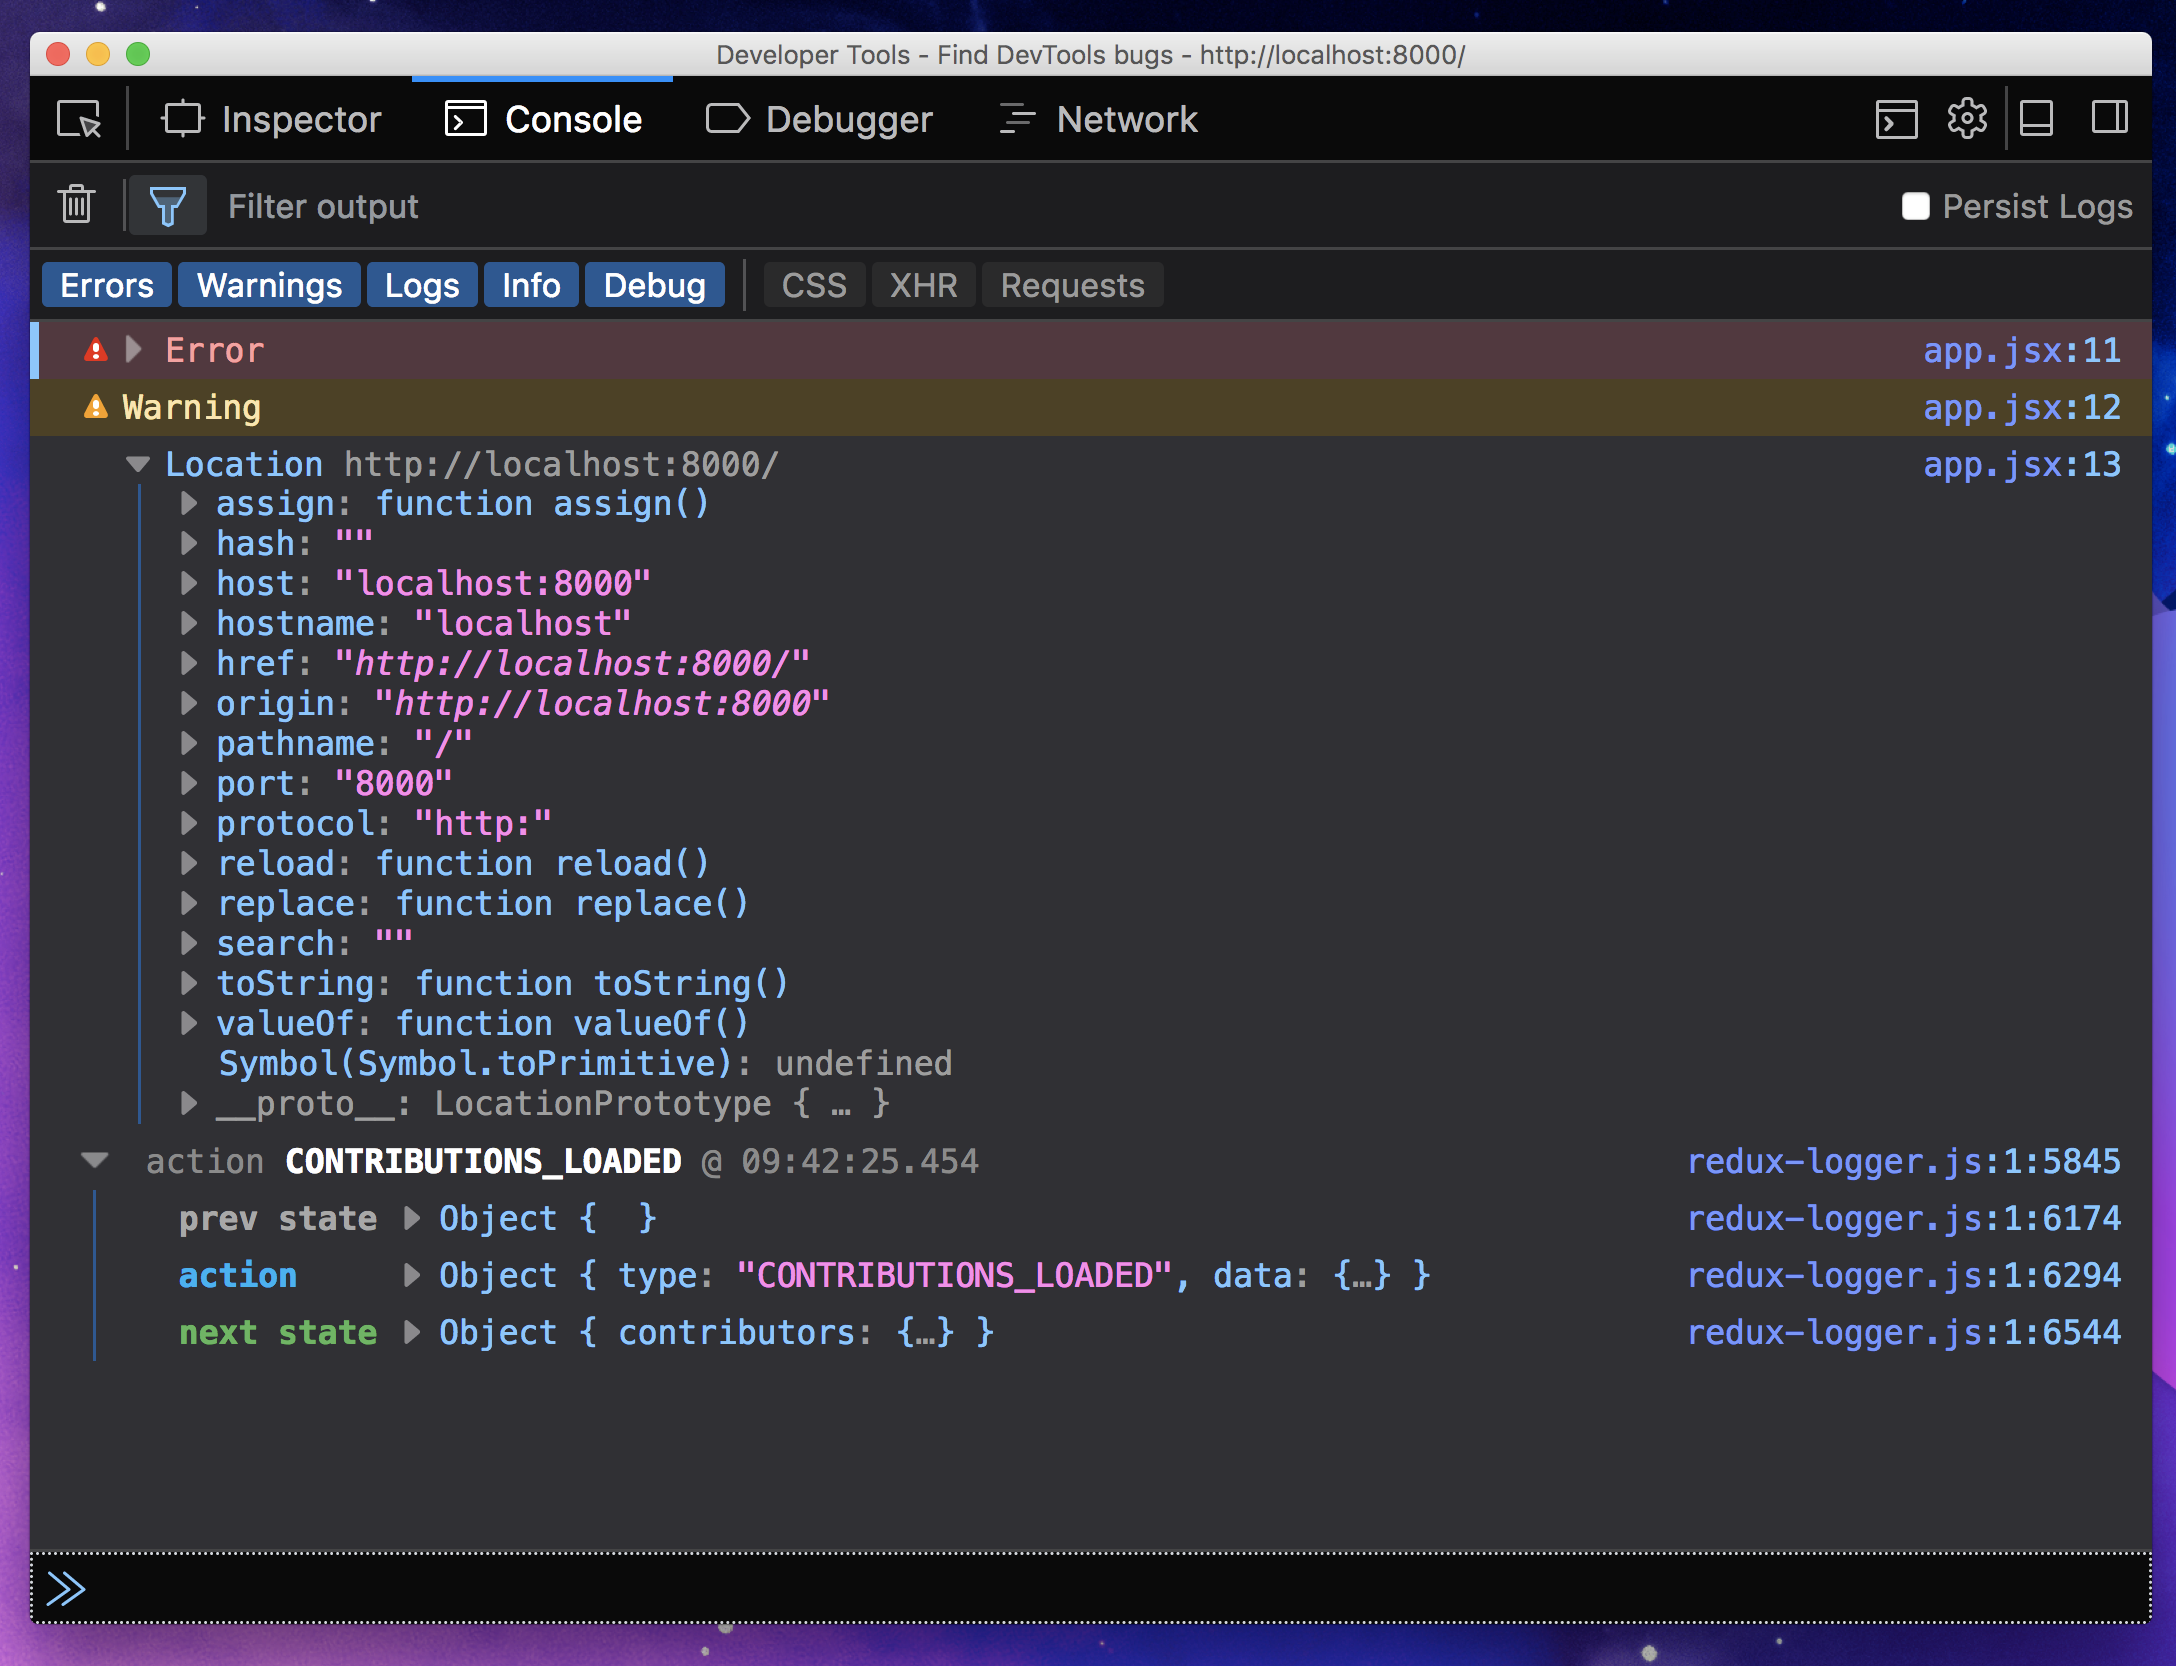 Developer Tools - Find DevTools bugs - http://localhost:8000/
Inspector Console Debugger Network
Filter output Persist Logs
Errors Warnings Logs Info Debug CSS XHR Requests
Error app.jsx:11
Warning app.jsx:12
Location http://localhost:8000/ app.jsx:13
assign: function assign()
hash: ""
host: "localhost:8000"
hostname: "localhost"
href: "http://localhost:8000/"
origin: "http://localhost:8000"
pathname: "/"
port: "8000"
protocol: "http:"
reload: function reload()
replace: function replace()
search: ""
toString: function toString()
valueOf: function valueOf()
Symbol(Symbol.toPrimitive): undefined
__proto__: LocationPrototype { … }
action CONTRIBUTIONS_LOADED @ 09:42:25.454 redux-logger.js:1:5845
prev state Object {  } redux-logger.js:1:6174
action Object { type: "CONTRIBUTIONS_LOADED", data: {…} } redux-logger.js:1:6294
next state Object { contributors: {…} } redux-logger.js:1:6544